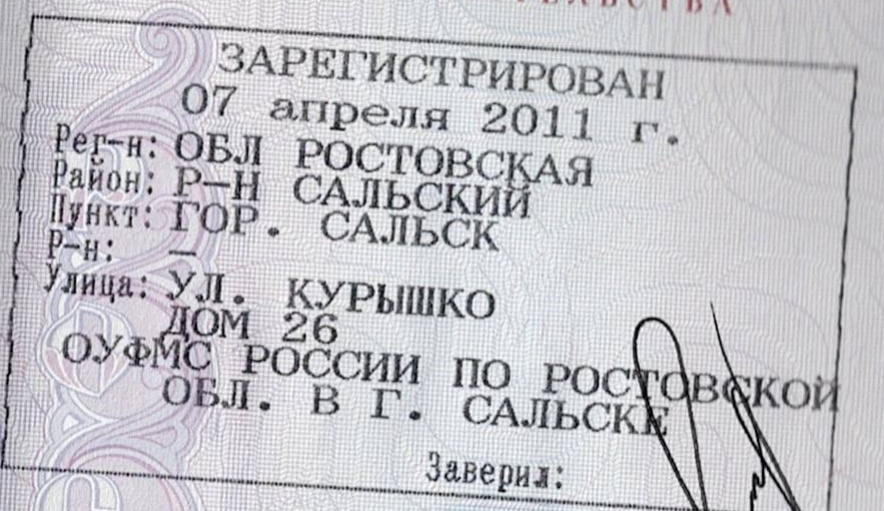 ЗАРЕГИСТРИРОВАН
07 апреля 2011 г.
Рег-н: ОБЛ РОСТОВСКАЯ
Район: Р-Н САЛЬСКИЙ
Пункт: ГОР. САЛЬСК
Р-н: –
Улица: УЛ. КУРЫШКО
ДОМ 26
ОУФМС РОССИИ ПО РОСТОВСКОЙ
ОБЛ. В Г. САЛЬСКЕ
Заверил: